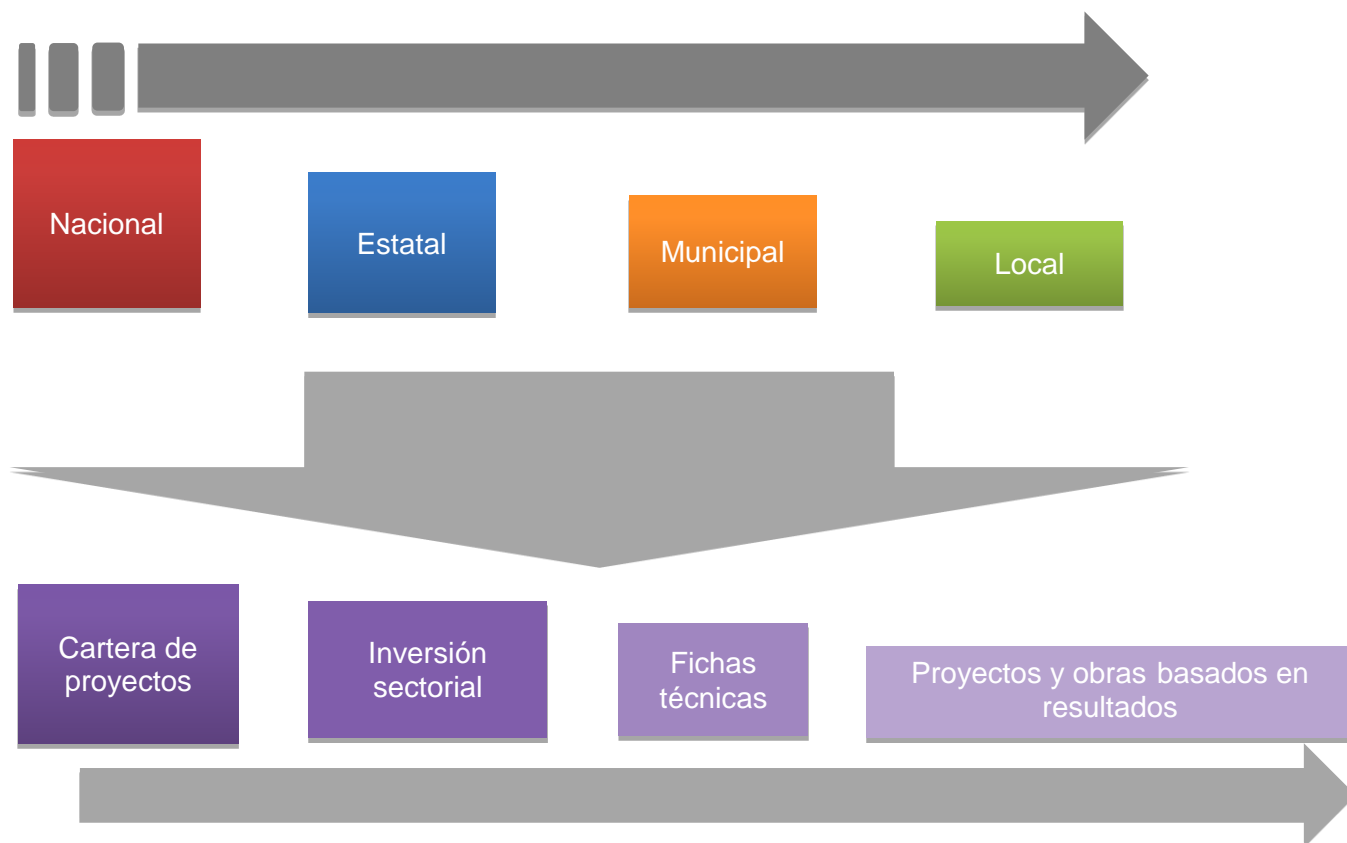 Nacional
Estatal
Municipal
Local
Cartera de
proyectos
Inversión
sectorial
Fichas
técnicas
Proyectos y obras basados en
resultados